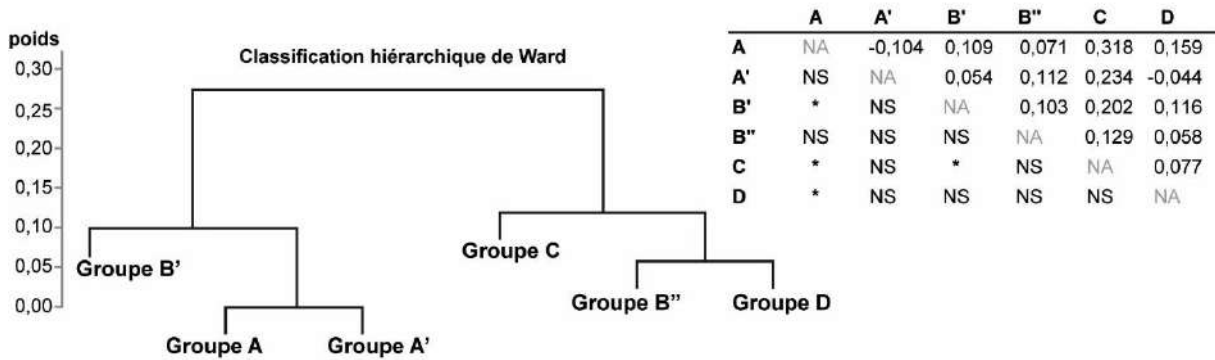 poids
Classification hiérarchique de Ward
0,30
0,25
0,20
0,15
0,10
0,05
0,00
Groupe B’
Groupe A
Groupe A’
Groupe C
Groupe B’’
Groupe D
A A' B' B'' C D
A NA -0,104 0,109 0,071 0,318 0,159
A' NS NA 0,054 0,112 0,234 -0,044
B' * NS NA 0,103 0,202 0,116
B'' NS NS NS NA 0,129 0,058
C * NS * NS NA 0,077
D * NS NS NS NS NA